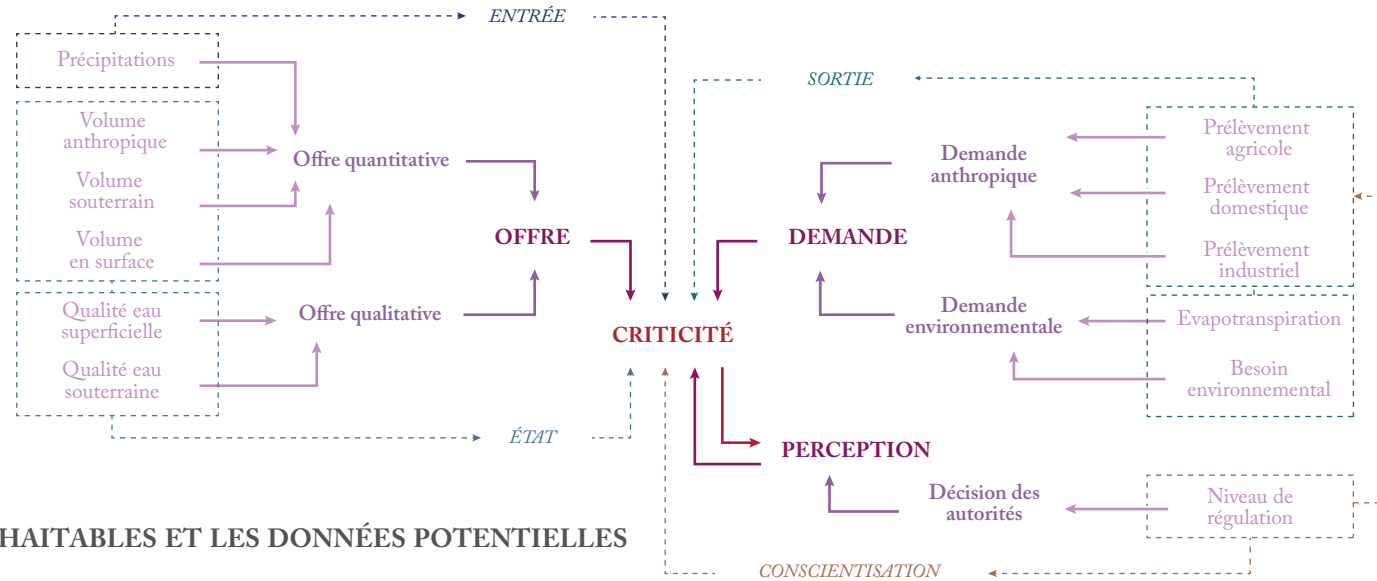 ENTRÉE
Précipitations
Volume
anthropique
Volume
souterrain
Volume
en surface
Qualité eau
superficielle
Qualité eau
souterraine
Offre quantitative
Offre qualitative
OFFRE
ÉTAT
CRITICITÉ
SORTIE
DEMANDE
Demande
anthropique
Demande
environnementale
Prélèvement
agricole
Prélèvement
domestique
Prélèvement
industriel
Evapotranspiration
Besoin
environnemental
PERCEPTION
Décision des
autorités
Niveau de
régulation
CONSCIENTISATION
HAITABLES ET LES DONNÉES POTENTIELLES